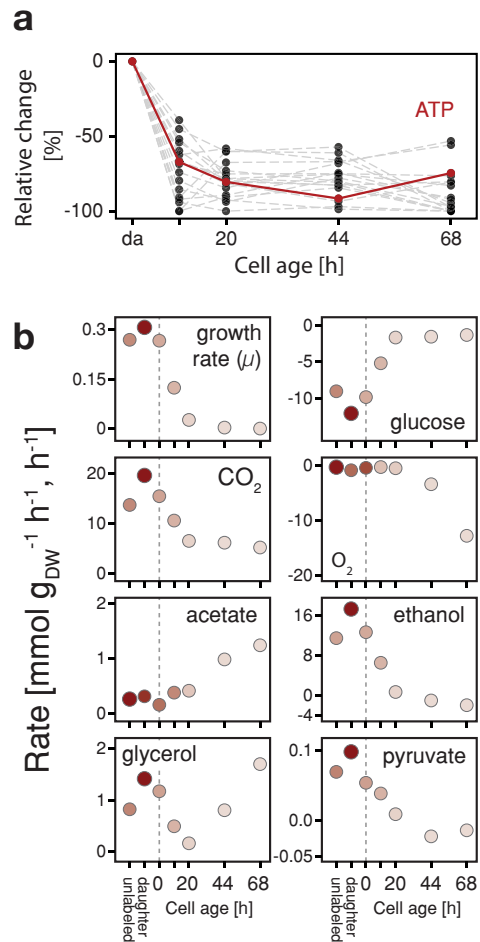 a
0
-50
-100
Relative change
[%]
ATP
da
20
44
68
Cell age [h]
b
Rate [mmol g_DW^-1 h^-1, h^-1]
0.3
0.15
0
growth
rate (μ)
0
-5
-10
glucose
20
10
0
CO₂
0
-10
-20
O₂
2
1
0
acetate
16
8
0
-4
ethanol
2
1
0
glycerol
0.1
0.0
-0.05
pyruvate
unlabeled
daughter
0
20
44
68
Cell age [h]
unlabeled
daughter
0
20
44
68
Cell age [h]